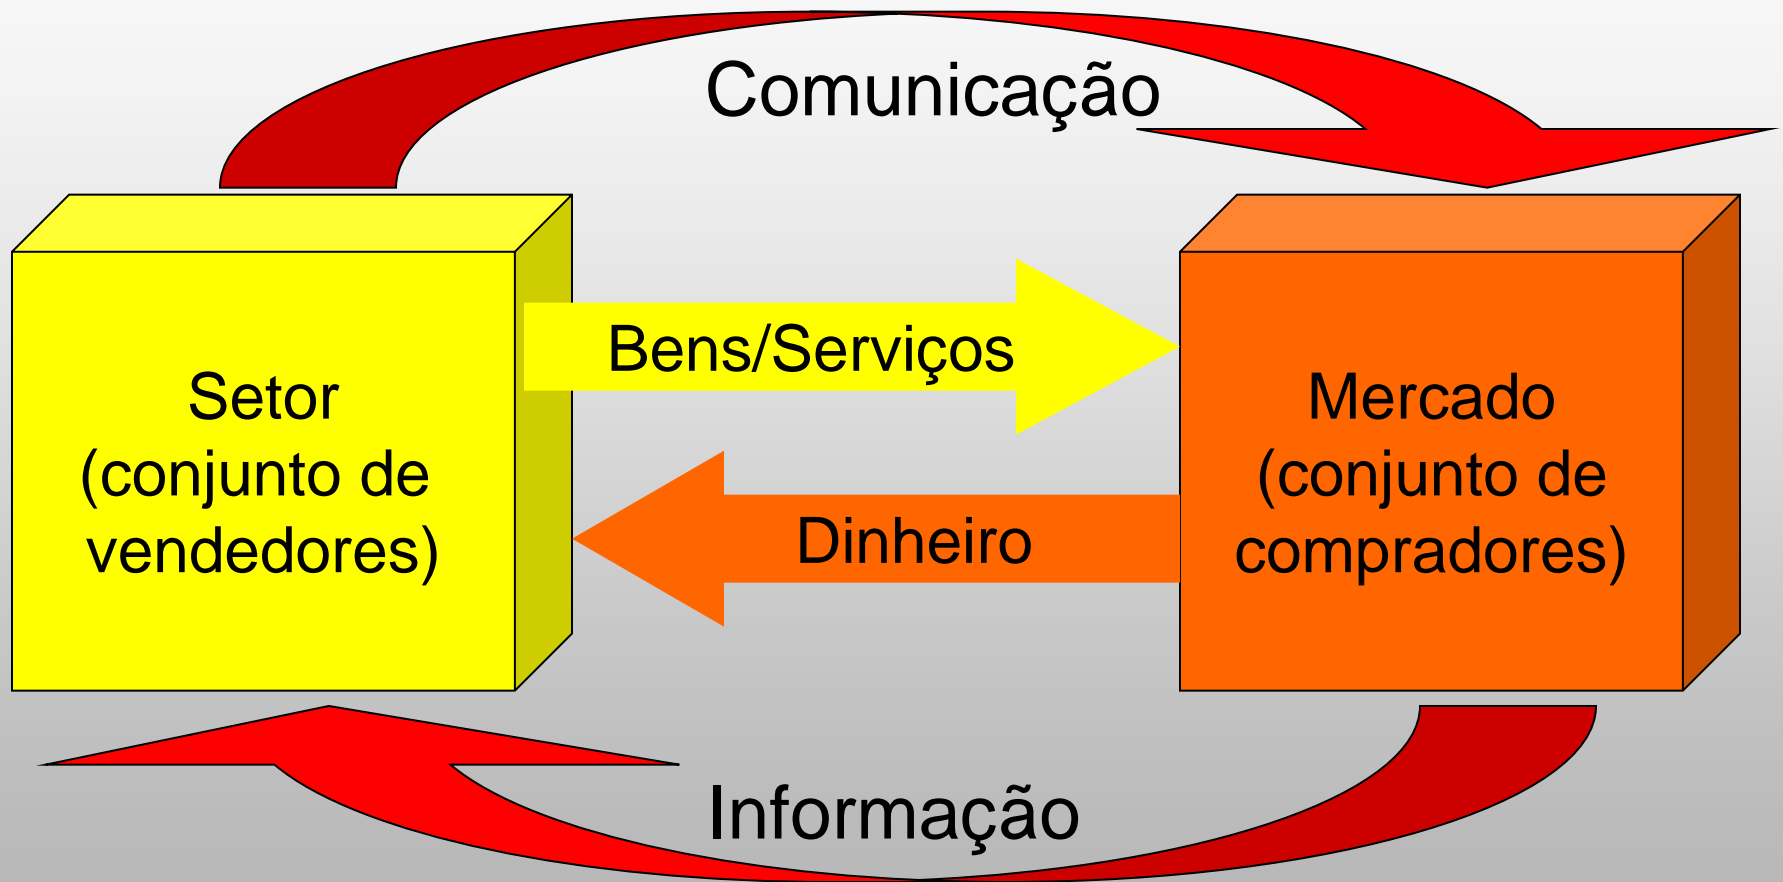 Comunicação
Bens/Serviços
Setor
(conjunto de
vendedores)
Mercado
(conjunto de
compradores)
Dinheiro
Informação